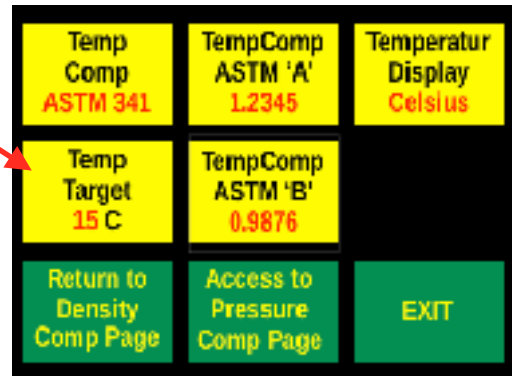 Temp
Comp
ASTM 341
TempComp
ASTM 'A'
1.2345
Temperatur
Display
Celsius
Temp
Target
15 C
TempComp
ASTM 'B'
0.9876
Return to
Density
Comp Page
Access to
Pressure
Comp Page
EXIT